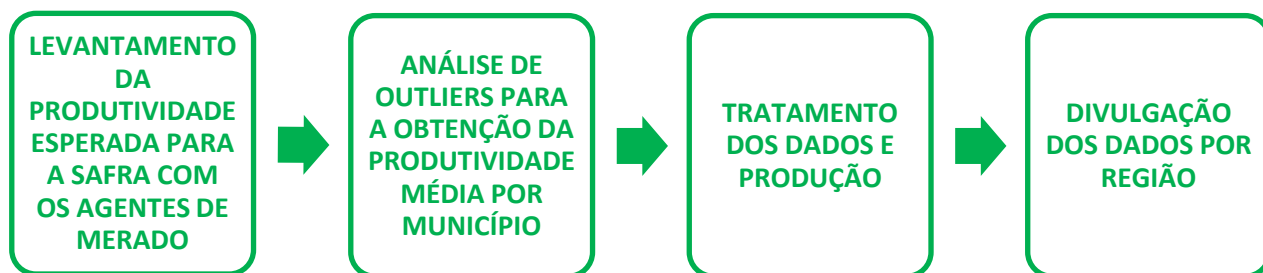 LEVANTAMENTO
DA
PRODUTIVIDADE
ESPERADA PARA
A SAFRA COM
OS AGENTES DE
MERADO
ANÁLISE DE
OUTLIERS PARA
A OBTENÇÃO DA
PRODUTIVIDADE
MÉDIA POR
MUNICÍPIO
TRATAMENTO
DOS DADOS E
PRODUÇÃO
DIVULGAÇÃO
DOS DADOS POR
REGIÃO